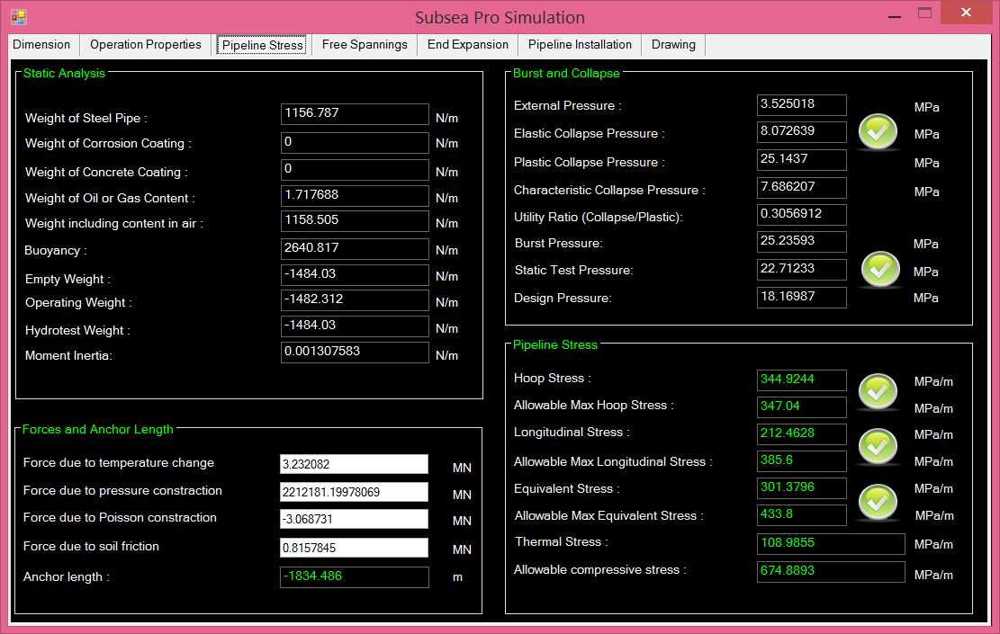 Subsea Pro Simulation
Dimension Operation Properties Pipeline Stress Free Spannings End Expansion Pipeline Installation Drawing
Static Analysis
Weight of Steel Pipe : 1156.787 N/m
Weight of Corrosion Coating : 0 N/m
Weight of Concrete Coating : 0 N/m
Weight of Oil or Gas Content : 1.717688 N/m
Weight including content in air : 1158.505 N/m
Buoyancy : 2640.817 N/m
Empty Weight : -1484.03 N/m
Operating Weight : -1482.312 N/m
Hydrotest Weight : -1484.03 N/m
Moment Inertia: 0.001307583 N/m
Forces and Anchor Length
Force due to temperature change 3.232082 MN
Force due to pressure constraction 2212181.19978069 MN
Force due to Poisson constraction -3.068731 MN
Force due to soil friction 0.8157845 MN
Anchor length : -1834.486 m
Burst and Collapse
External Pressure : 3.525018 MPa
Elastic Collapse Pressure : 8.072639 MPa
Plastic Collapse Pressure : 25.1437 MPa
Characteristic Collapse Pressure : 7.686207 MPa
Utility Ratio (Collapse/Plastic): 0.3056912
Burst Pressure: 25.23593 MPa
Static Test Pressure: 22.71233 MPa
Design Pressure: 18.16987 MPa
Pipeline Stress
Hoop Stress : 344.9244 MPa/m
Allowable Max Hoop Stress : 347.04 MPa/m
Longitudinal Stress : 212.4628 MPa/m
Allowable Max Longitudinal Stress : 385.6 MPa/m
Equivalent Stress : 301.3796 MPa/m
Allowable Max Equivalent Stress : 433.8 MPa/m
Thermal Stress : 108.9855 MPa/m
Allowable compressive stress : 674.8893 MPa/m